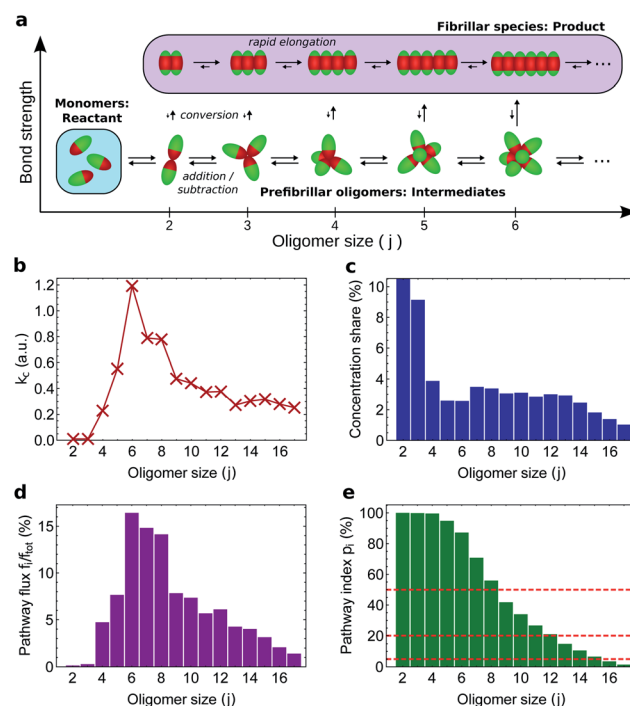 a
Fibrillar species: Product
rapid elongation
...
Bond strength
Monomers:
Reactant
conversion
addition /
subtraction
Prefibrillar oligomers: Intermediates
...
2 3 4 5 6
Oligomer size ( j )
b
k_c (a.u.)
1.2
1.0
0.8
0.6
0.4
0.2
0.0
2 4 6 8 10 12 14 16
Oligomer size (j)
c
Concentration share (%)
10
8
6
4
2
0
2 4 6 8 10 12 14 16
Oligomer size (j)
d
Pathway flux f_i/f_tot (%)
15
10
5
0
2 4 6 8 10 12 14 16
Oligomer size (j)
e
Pathway index p_i (%)
100
80
60
40
20
0
2 4 6 8 10 12 14 16
Oligomer size (j)